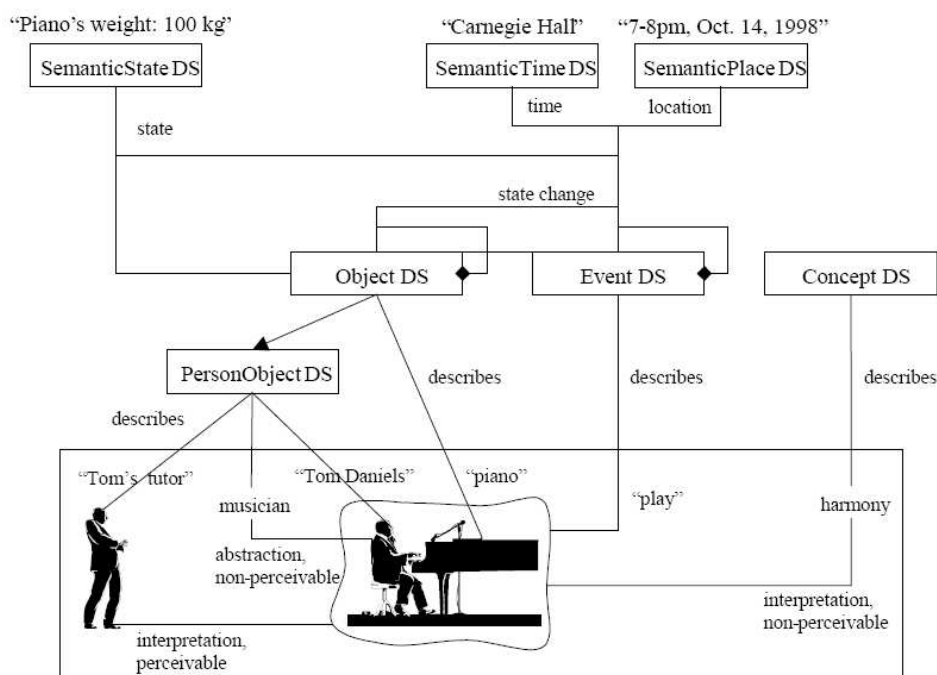 “Piano’s weight: 100 kg”
“Carnegie Hall”
“7-8pm, Oct. 14, 1998”
SemanticState DS
SemanticTime DS
SemanticPlace DS
time
location
state
state change
Object DS
Event DS
Concept DS
PersonObject DS
describes
describes
describes
describes
“Tom’s tutor”
“Tom Daniels”
“piano”
“play”
musician
harmony
abstraction,
non-perceivable
interpretation,
non-perceivable
interpretation,
perceivable